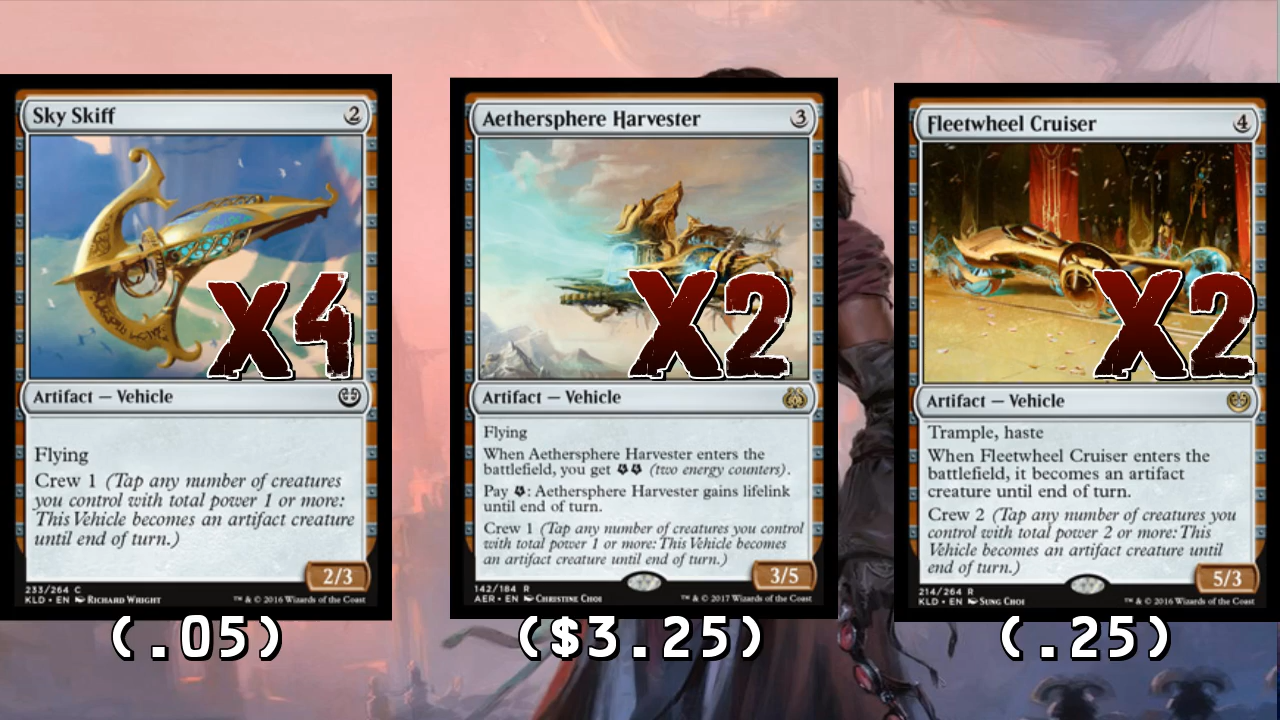 Sky Skiff 2
X4
Artifact — Vehicle
Flying
Crew 1 (Tap any number of creatures
you control with total power 1 or more:
This Vehicle becomes an artifact creature
until end of turn.)
2/3
233/264 C
KLD • EN Richard Wright
™ & © 2016 Wizards of the Coast
(.05)
Aethersphere Harvester 3
X2
Artifact — Vehicle
Flying
When Aethersphere Harvester enters the
battlefield, you get (two energy counters).
Pay : Aethersphere Harvester gains lifelink
until end of turn.
Crew 1 (Tap any number of creatures you control
with total power 1 or more: This Vehicle becomes
an artifact creature until end of turn.)
3/5
142/184 R
AER • EN Christine Choi
™ & © 2017 Wizards of the Coast
($3.25)
Fleetwheel Cruiser 4
X2
Artifact — Vehicle
Trample, haste
When Fleetwheel Cruiser enters the
battlefield, it becomes an artifact
creature until end of turn.
Crew 2 (Tap any number of creatures you
control with total power 2 or more: This
Vehicle becomes an artifact creature until
end of turn.)
5/3
214/264 R
KLD • EN Sung Choi
™ & © 2016 Wizards of the Coast
(.25)